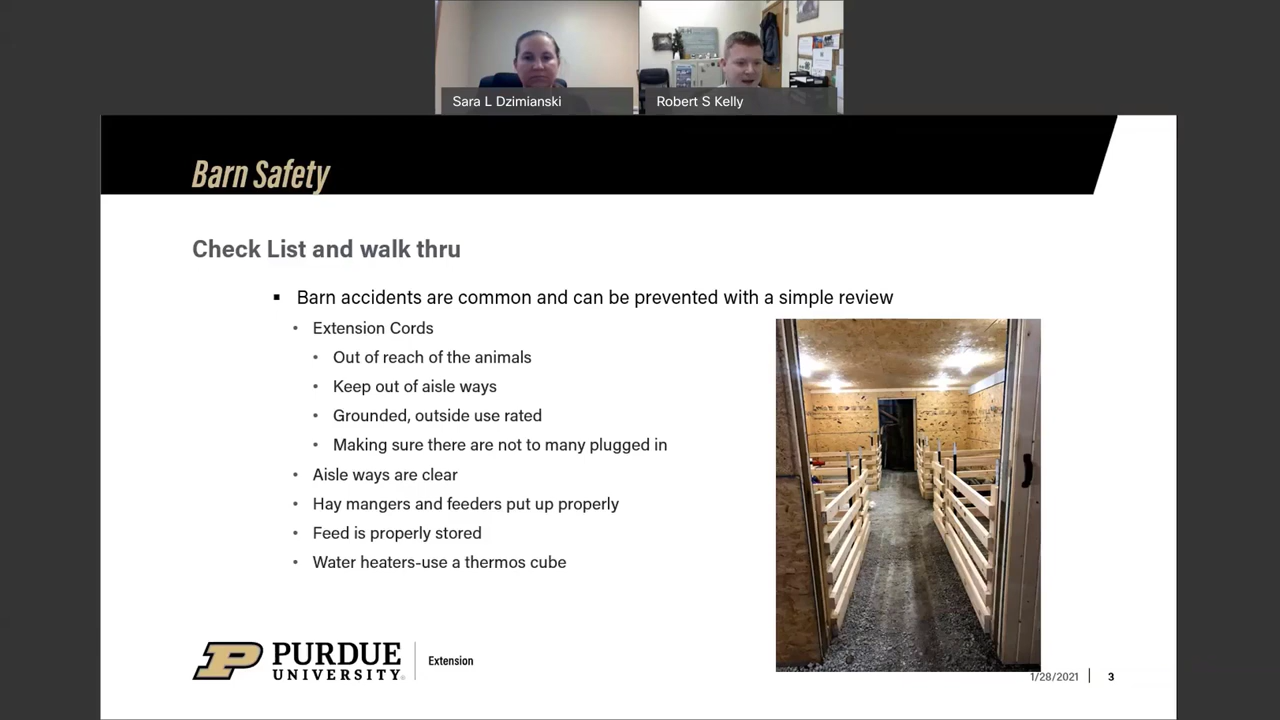 Sara L Dzimianski
Robert S Kelly
Barn Safety
Check List and walk thru
▪ Barn accidents are common and can be prevented with a simple review
• Extension Cords
• Out of reach of the animals
• Keep out of aisle ways
• Grounded, outside use rated
• Making sure there are not to many plugged in
• Aisle ways are clear
• Hay mangers and feeders put up properly
• Feed is properly stored
• Water heaters-use a thermos cube
PURDUE
UNIVERSITY®
Extension
1/28/2021
3